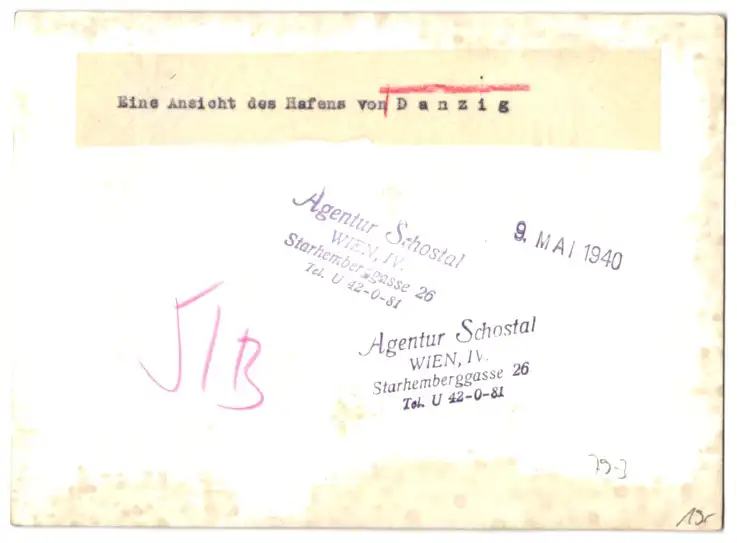 Eine Ansicht des Hafens von Danzig
Agentur Schostal
WIEN, IV.
Starhemberggasse 26
Tel. U 42-0-81
9. MAI 1940
Agentur Schostal
WIEN, IV.
Starhemberggasse 26
Tel. U 42-0-81